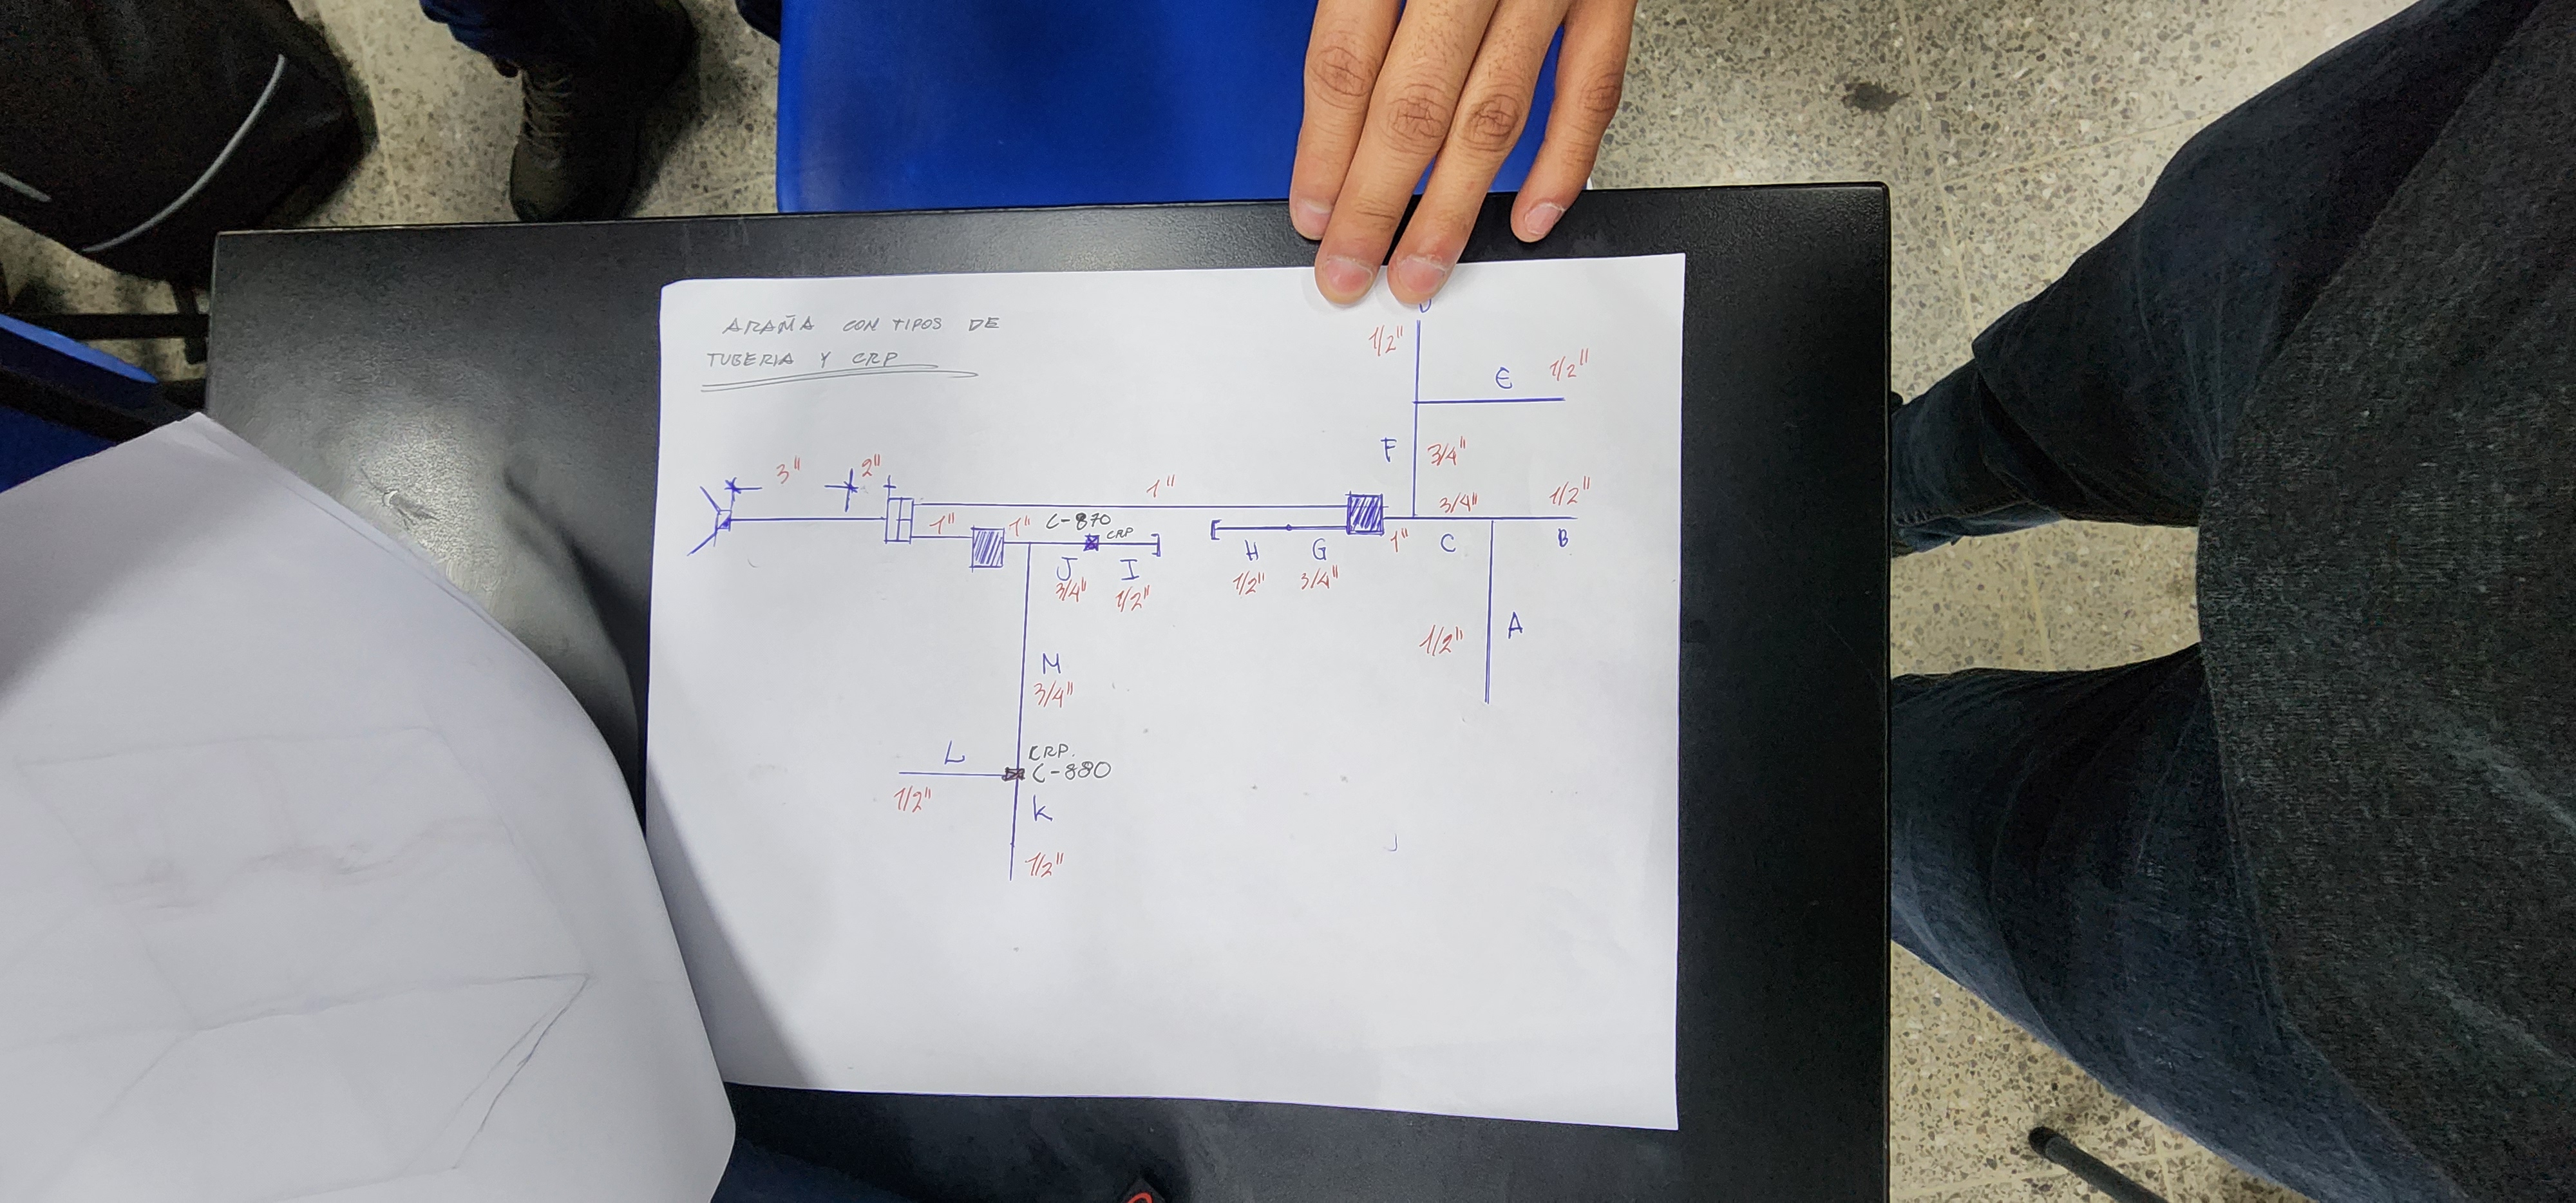 ARAÑA CON TIPOS DE
TUBERIA Y CRP
1/2"
E 1/2"
F 3/4"
3" 2" 1"
3/4" 1/2"
1" 1" C-870
CRP
J I H G 1" C B
3/4" 1/2" 1/2" 3/4"
1/2" A
M
3/4"
L CRP.
C-880
1/2" K
1/2"